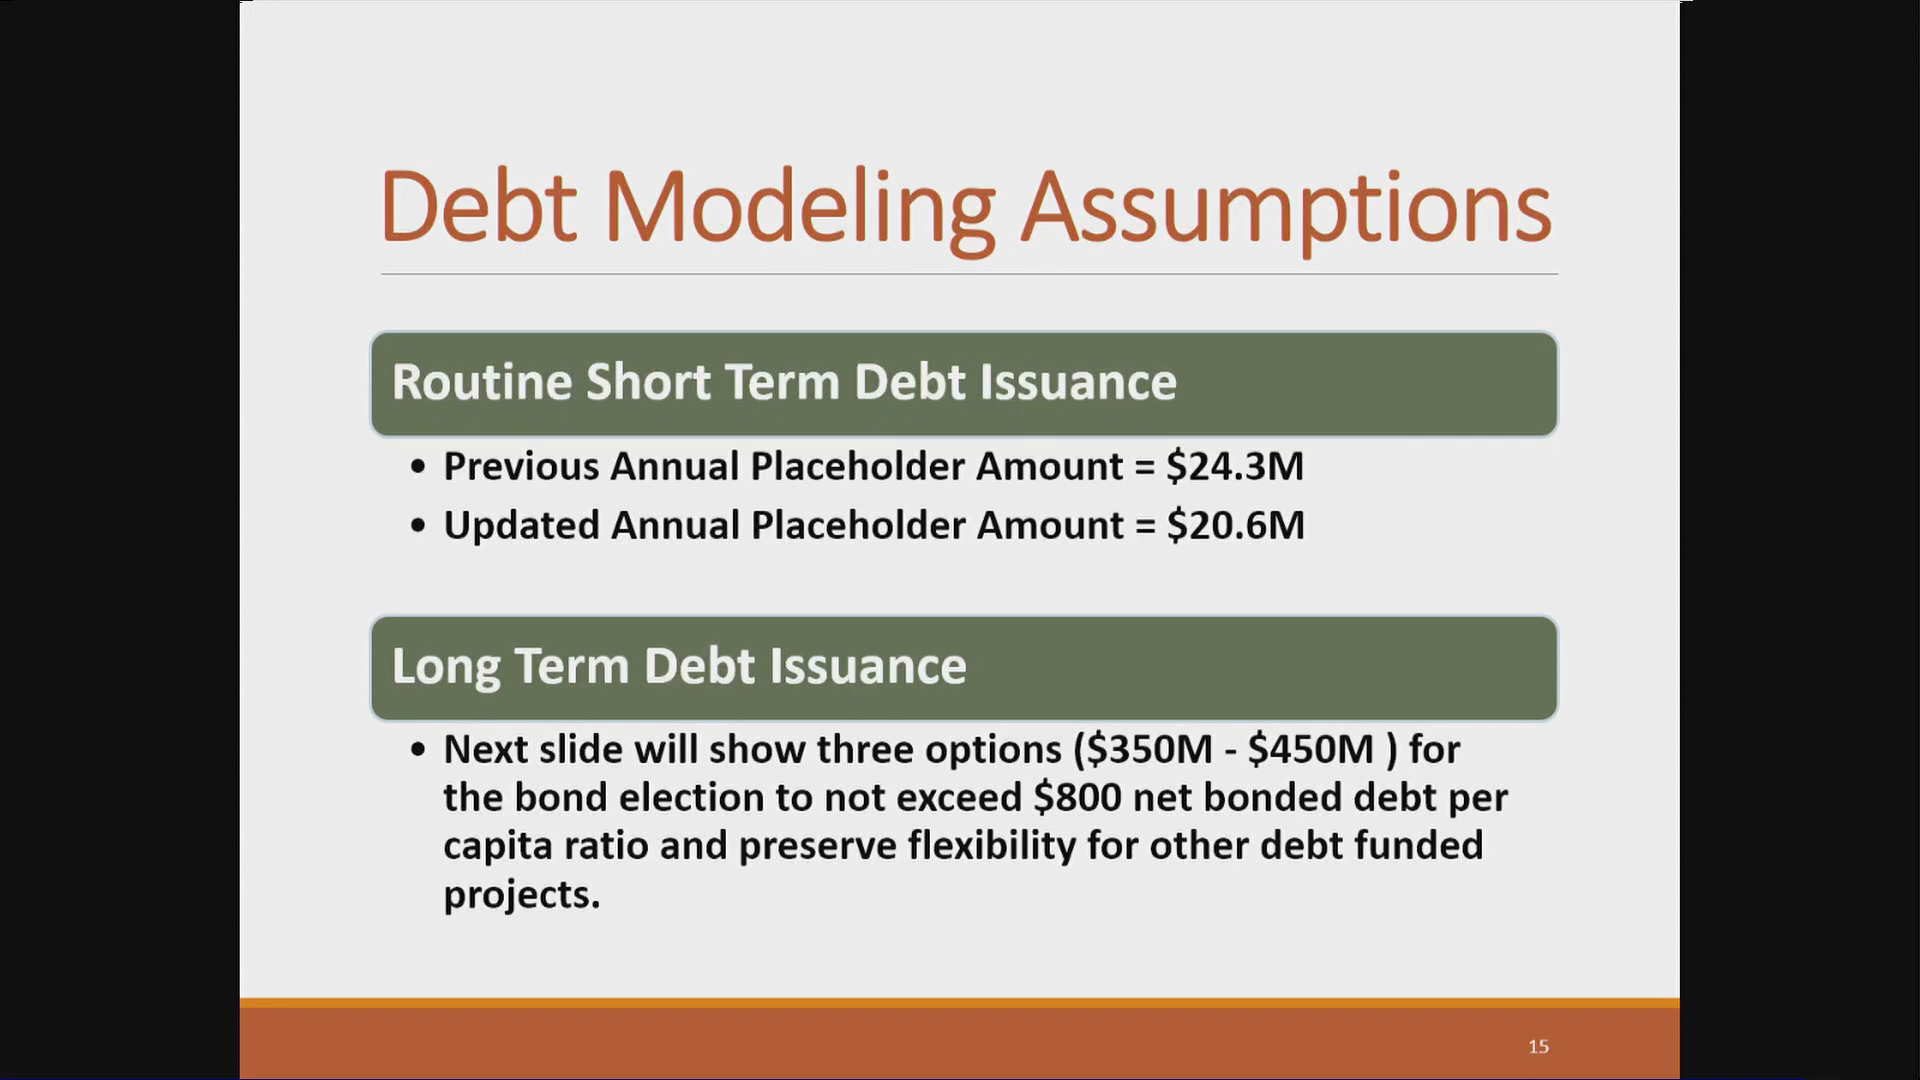 Debt Modeling Assumptions
Routine Short Term Debt Issuance
• Previous Annual Placeholder Amount = $24.3M
• Updated Annual Placeholder Amount = $20.6M
Long Term Debt Issuance
• Next slide will show three options ($350M - $450M ) for
the bond election to not exceed $800 net bonded debt per
capita ratio and preserve flexibility for other debt funded
projects.
15